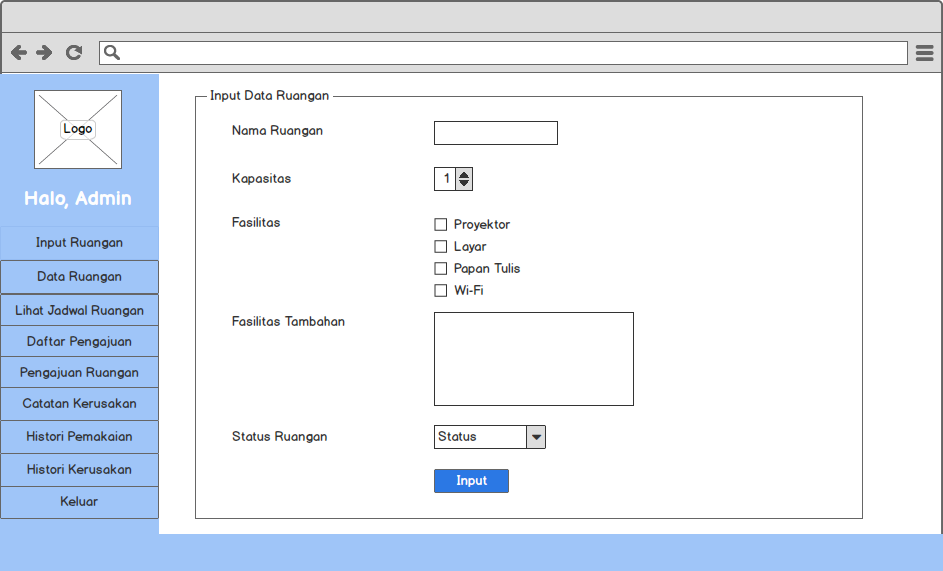 Logo
Halo, Admin
Input Ruangan
Data Ruangan
Lihat Jadwal Ruangan
Daftar Pengajuan
Pengajuan Ruangan
Catatan Kerusakan
Histori Pemakaian
Histori Kerusakan
Keluar
Input Data Ruangan
Nama Ruangan
Kapasitas
1
Fasilitas
Proyektor
Layar
Papan Tulis
Wi-Fi
Fasilitas Tambahan
Status Ruangan
Status
Input